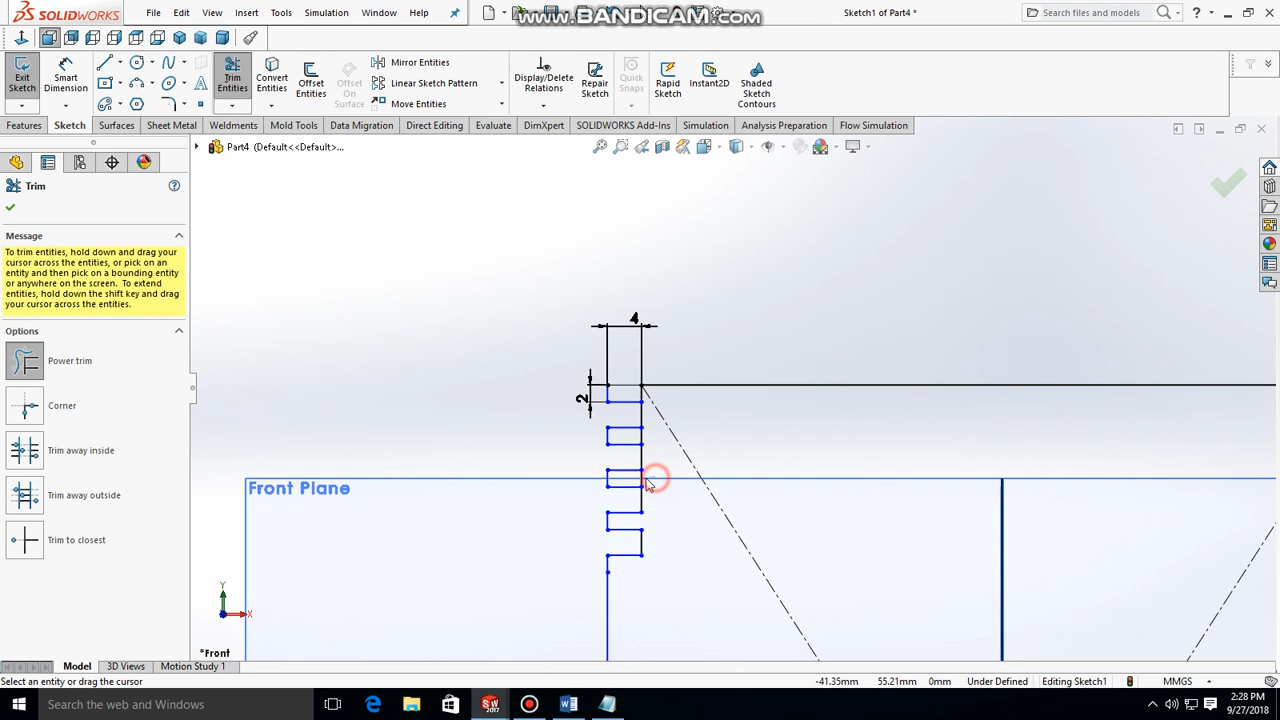 SOLIDWORKS File Edit View Insert Tools Simulation Window Help Sketch1 of Part4 * Search files and models
www.BANDICAM.com
Exit Sketch Smart Dimension Trim Entities Convert Entities Offset Entities Offset On Surface Mirror Entities Linear Sketch Pattern Move Entities Display/Delete Relations Repair Sketch Quick Snaps Rapid Sketch Instant2D Shaded Sketch Contours
Features Sketch Surfaces Sheet Metal Weldments Mold Tools Data Migration Direct Editing Evaluate DimXpert SOLIDWORKS Add-Ins Simulation Analysis Preparation Flow Simulation
Part4 (Default<<Default>...
Trim
Message
To trim entities, hold down and drag your
cursor across the entities, or pick on an
entity and then pick on a bounding entity
or anywhere on the screen. To extend
entities, hold down the shift key and drag
your cursor across the entities.
Options
Power trim
Corner
Trim away inside
Trim away outside
Trim to closest
4
2
Front Plane
Y
X
*Front
Model 3D Views Motion Study 1
Select an entity or drag the cursor -41.35mm 55.21mm 0mm Under Defined Editing Sketch1 MMGS
Search the web and Windows 2:28 PM
9/27/2018